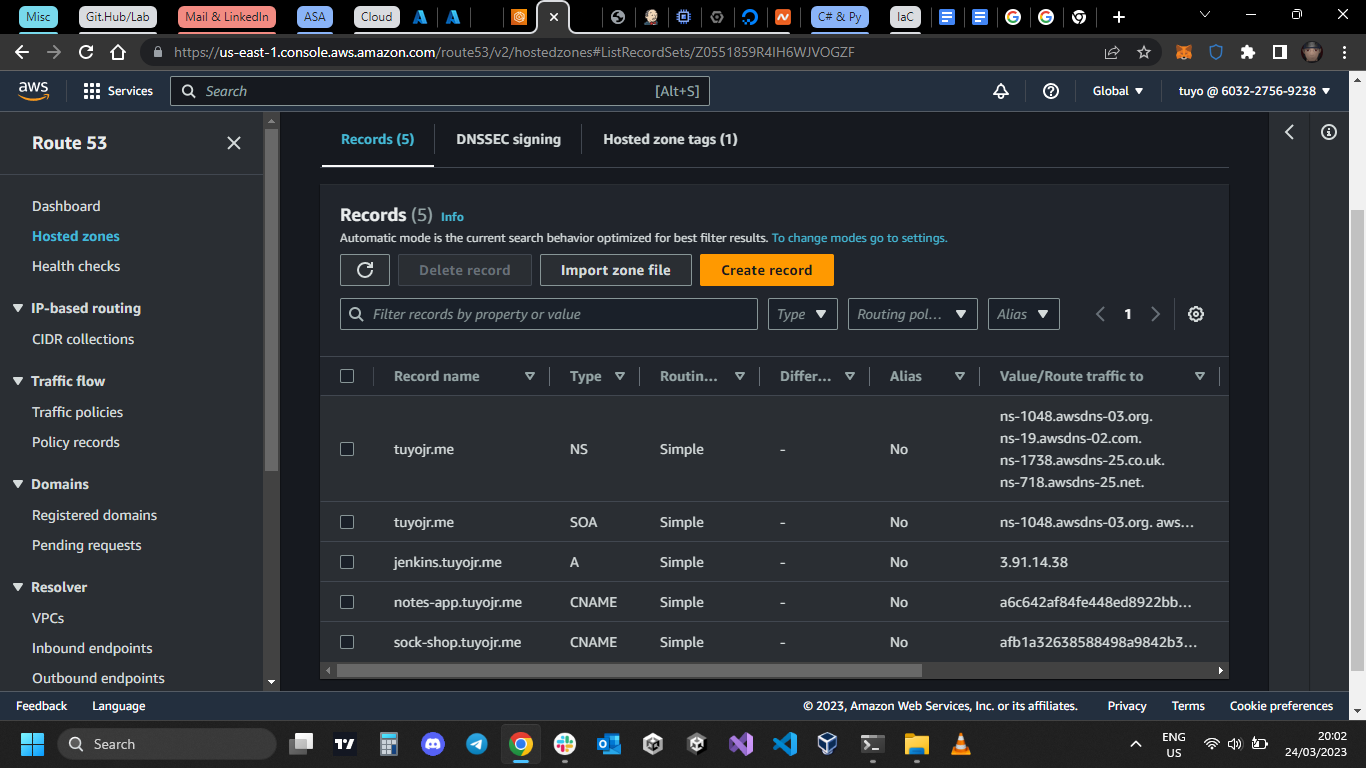 Misc
Git.Hub/Lab
Mail & LinkedIn
ASA
Cloud
C# & Py
IaC
https://us-east-1.console.aws.amazon.com/route53/v2/hostedzones#ListRecordSets/Z0551859R4IH6WJVOGZF
aws
Services
Search
[Alt+S]
Global
tuyo @ 6032-2756-9238
Route 53
Dashboard
Hosted zones
Health checks
IP-based routing
CIDR collections
Traffic flow
Traffic policies
Policy records
Domains
Registered domains
Pending requests
Resolver
VPCs
Inbound endpoints
Outbound endpoints
Records (5)
DNSSEC signing
Hosted zone tags (1)
Records (5) Info
Automatic mode is the current search behavior optimized for best filter results. To change modes go to settings.
Delete record
Import zone file
Create record
Filter records by property or value
Type
Routing pol...
Alias
1
Record name Type Routin... Differ... Alias Value/Route traffic to
ns-1048.awsdns-03.org.
ns-19.awsdns-02.com.
tuyojr.me NS Simple - No
ns-1738.awsdns-25.co.uk.
ns-718.awsdns-25.net.
tuyojr.me SOA Simple - No ns-1048.awsdns-03.org. aws...
jenkins.tuyojr.me A Simple - No 3.91.14.38
notes-app.tuyojr.me CNAME Simple - No a6c642af84fe448ed8922bb...
sock-shop.tuyojr.me CNAME Simple - No afb1a32638588498a9842b3...
Feedback
Language
© 2023, Amazon Web Services, Inc. or its affiliates.
Privacy
Terms
Cookie preferences
Search
ENG
US
20:02
24/03/2023